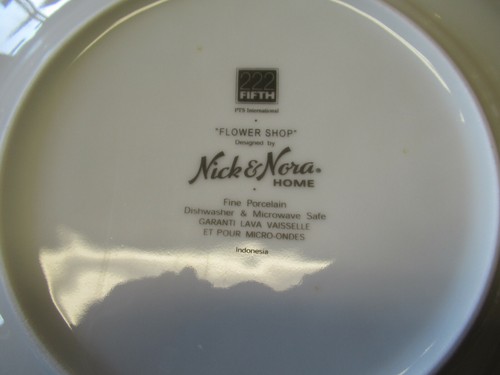 222
FIFTH
PTS International
"FLOWER SHOP"
Designed by
Nick & Nora®
HOME
Fine Porcelain
Dishwasher & Microwave Safe
GARANTI LAVA VAISSELLE
ET POUR MICRO-ONDES
Indonesia